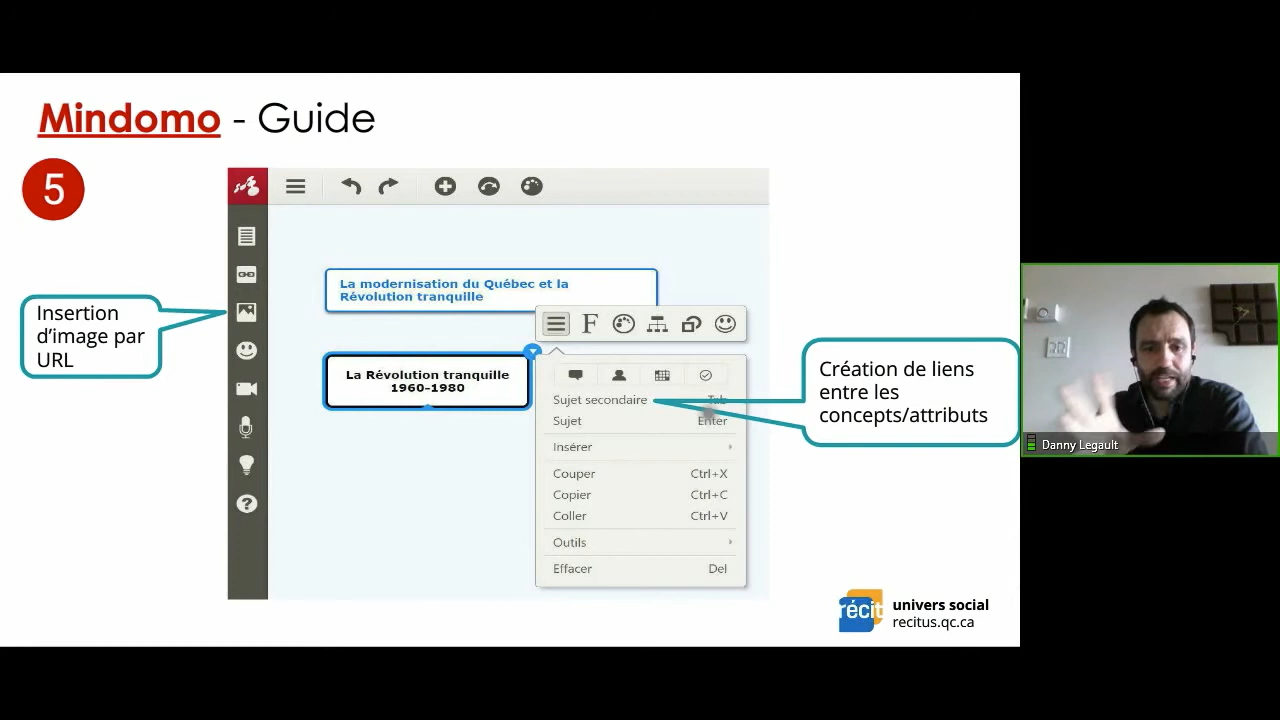 Mindomo - Guide
5
Insertion
d’image par
URL
La modernisation du Québec et la
Révolution tranquille
F
La Révolution tranquille
1960-1980
Sujet secondaire Tab
Sujet Enter
Insérer
Couper Ctrl+X
Copier Ctrl+C
Coller Ctrl+V
Outils
Effacer Del
Création de liens
entre les
concepts/attributs
Danny Legault
récit
univers social
recitus.qc.ca